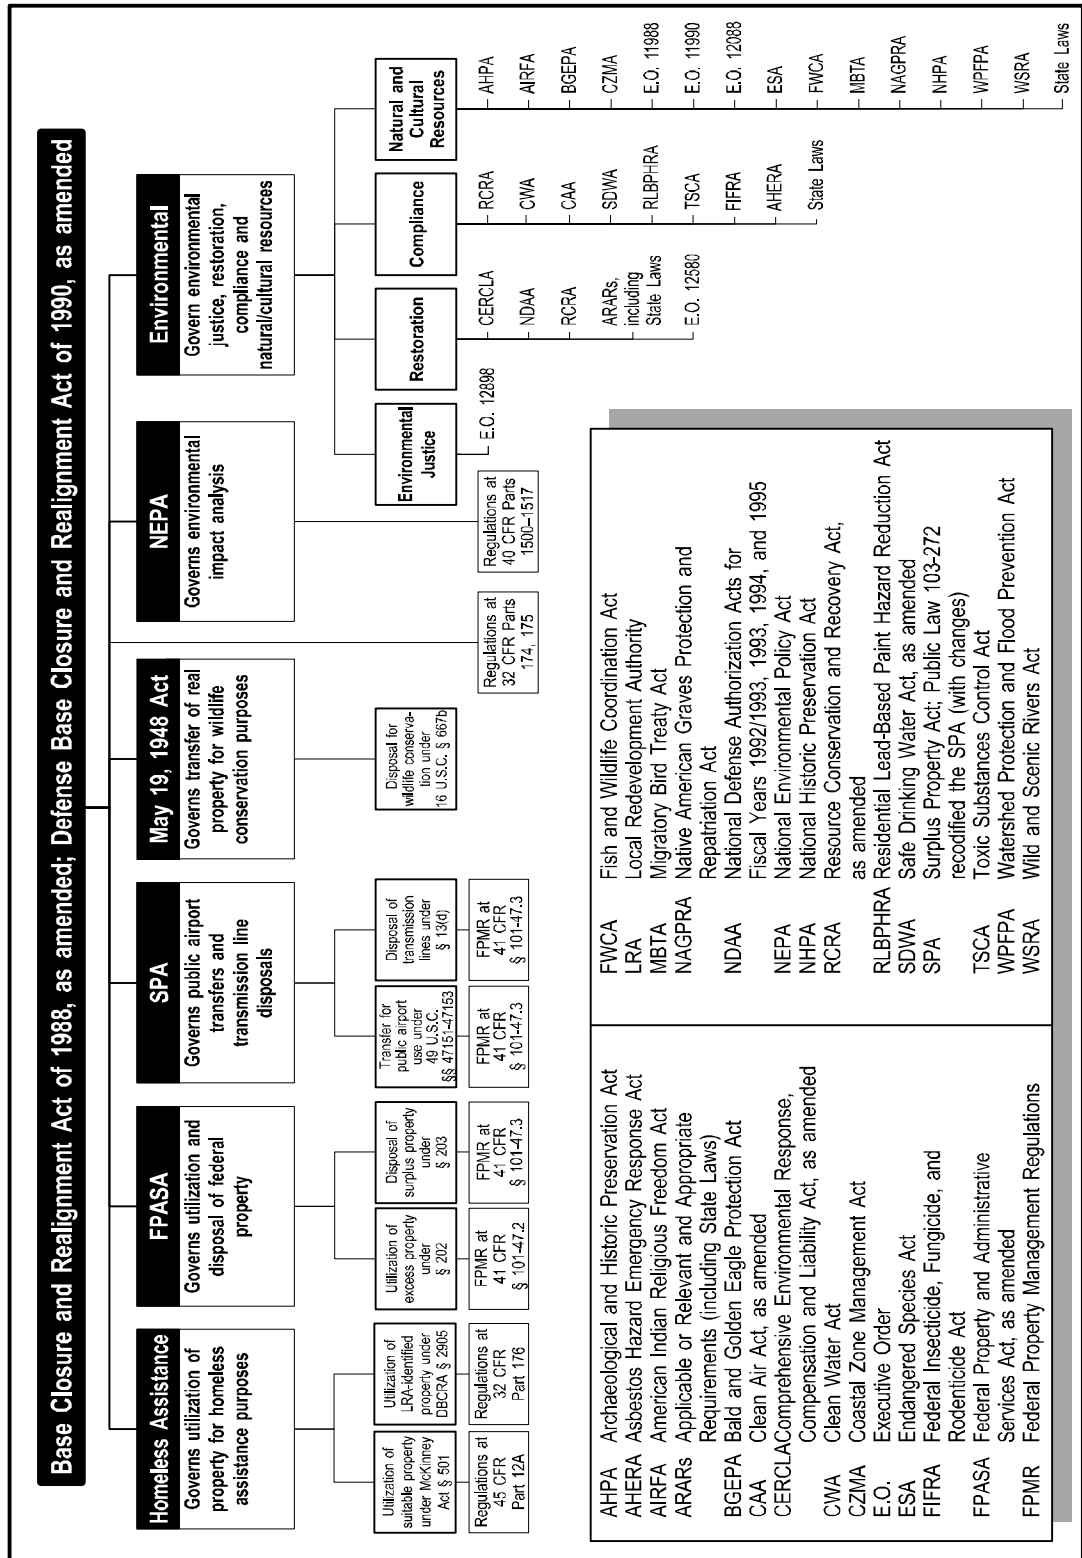 Base Closure and Realignment Act of 1988, as amended; Defense Base Closure and Realignment Act of 1990, as amended
Homeless Assistance
Governs utilization of
property for homeless
assistance purposes
Utilization of
suitable property
under McKinney
Act § 501
Regulations at
45 CFR
Part 12A
Utilization of
LRA-identified
property under
DBCRA § 2905
Regulations at
32 CFR
Part 176
FPASA
Governs utilization and
disposal of federal
property
Utilization of
excess property
under
§ 202
FPMR at
41 CFR
§ 101-47.2
Disposal of
surplus property
under
§ 203
FPMR at
41 CFR
§ 101-47.3
SPA
Governs public airport
transfers and
transmission line
disposals
Transfer for
public airport
use under
49 U.S.C.
§§ 47151-47153
FPMR at
41 CFR
§ 101-47.3
Disposal of
transmission
lines under
§ 13(d)
FPMR at
41 CFR
§ 101-47.3
May 19, 1948 Act
Governs transfer of real
property for wildlife
conservation purposes
Disposal for
wildlife conserva-
tion under
16 U.S.C. § 667b
Regulations at
32 CFR Parts
174, 175
NEPA
Governs environmental
impact analysis
Regulations at
40 CFR Parts
1500–1517
Environmental
Govern environmental
justice, restoration,
compliance and
natural/cultural resources
Environmental
Justice
E.O. 12898
Restoration
CERCLA
NDAA
RCRA
ARARs,
including
State Laws
E.O. 12580
Compliance
RCRA
CWA
CAA
SDWA
RLBPHRA
TSCA
FIFRA
AHERA
State Laws
Natural and
Cultural
Resources
AHPA
AIRFA
BGEPA
CZMA
E.O. 11988
E.O. 11990
E.O. 12088
ESA
FWCA
MBTA
NAGPRA
NHPA
WPFPA
WSRA
State Laws
AHPA Archaeological and Historic Preservation Act
AHERA Asbestos Hazard Emergency Response Act
AIRFA American Indian Religious Freedom Act
ARARs Applicable or Relevant and Appropriate
Requirements (including State Laws)
BGEPA Bald and Golden Eagle Protection Act
CAA Clean Air Act, as amended
CERCLA Comprehensive Environmental Response,
Compensation and Liability Act, as amended
CWA Clean Water Act
CZMA Coastal Zone Management Act
E.O. Executive Order
ESA Endangered Species Act
FIFRA Federal Insecticide, Fungicide, and
Rodenticide Act
FPASA Federal Property and Administrative
Services Act, as amended
FPMR Federal Property Management Regulations
FWCA Fish and Wildlife Coordination Act
LRA Local Redevelopment Authority
MBTA Migratory Bird Treaty Act
NAGPRA Native American Graves Protection and
Repatriation Act
NDAA National Defense Authorization Acts for
Fiscal Years 1992/1993, 1993, 1994, and 1995
NEPA National Environmental Policy Act
NHPA National Historic Preservation Act
RCRA Resource Conservation and Recovery Act,
as amended
RLBPHRA Residential Lead-Based Paint Hazard Reduction Act
SDWA Safe Drinking Water Act, as amended
SPA Surplus Property Act; Public Law 103-272
recodified the SPA (with changes)
TSCA Toxic Substances Control Act
WPFPA Watershed Protection and Flood Prevention Act
WSRA Wild and Scenic Rivers Act